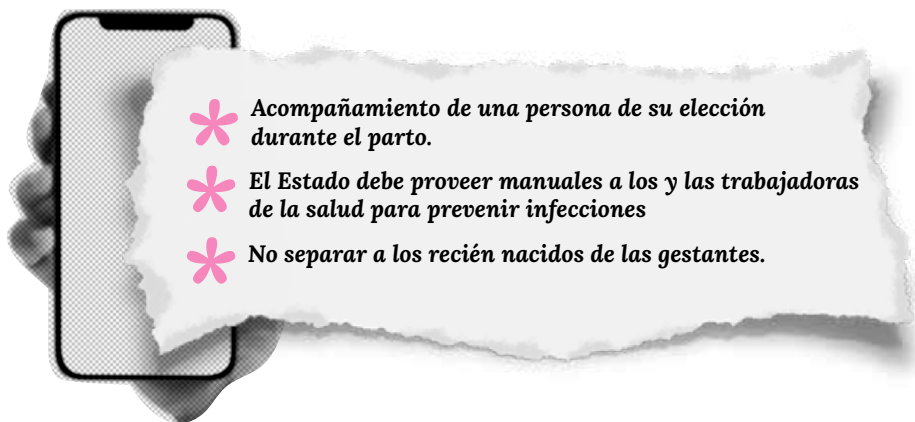 Acompañamiento de una persona de su elección
durante el parto.
El Estado debe proveer manuales a los y las trabajadoras
de la salud para prevenir infecciones
No separar a los recién nacidos de las gestantes.